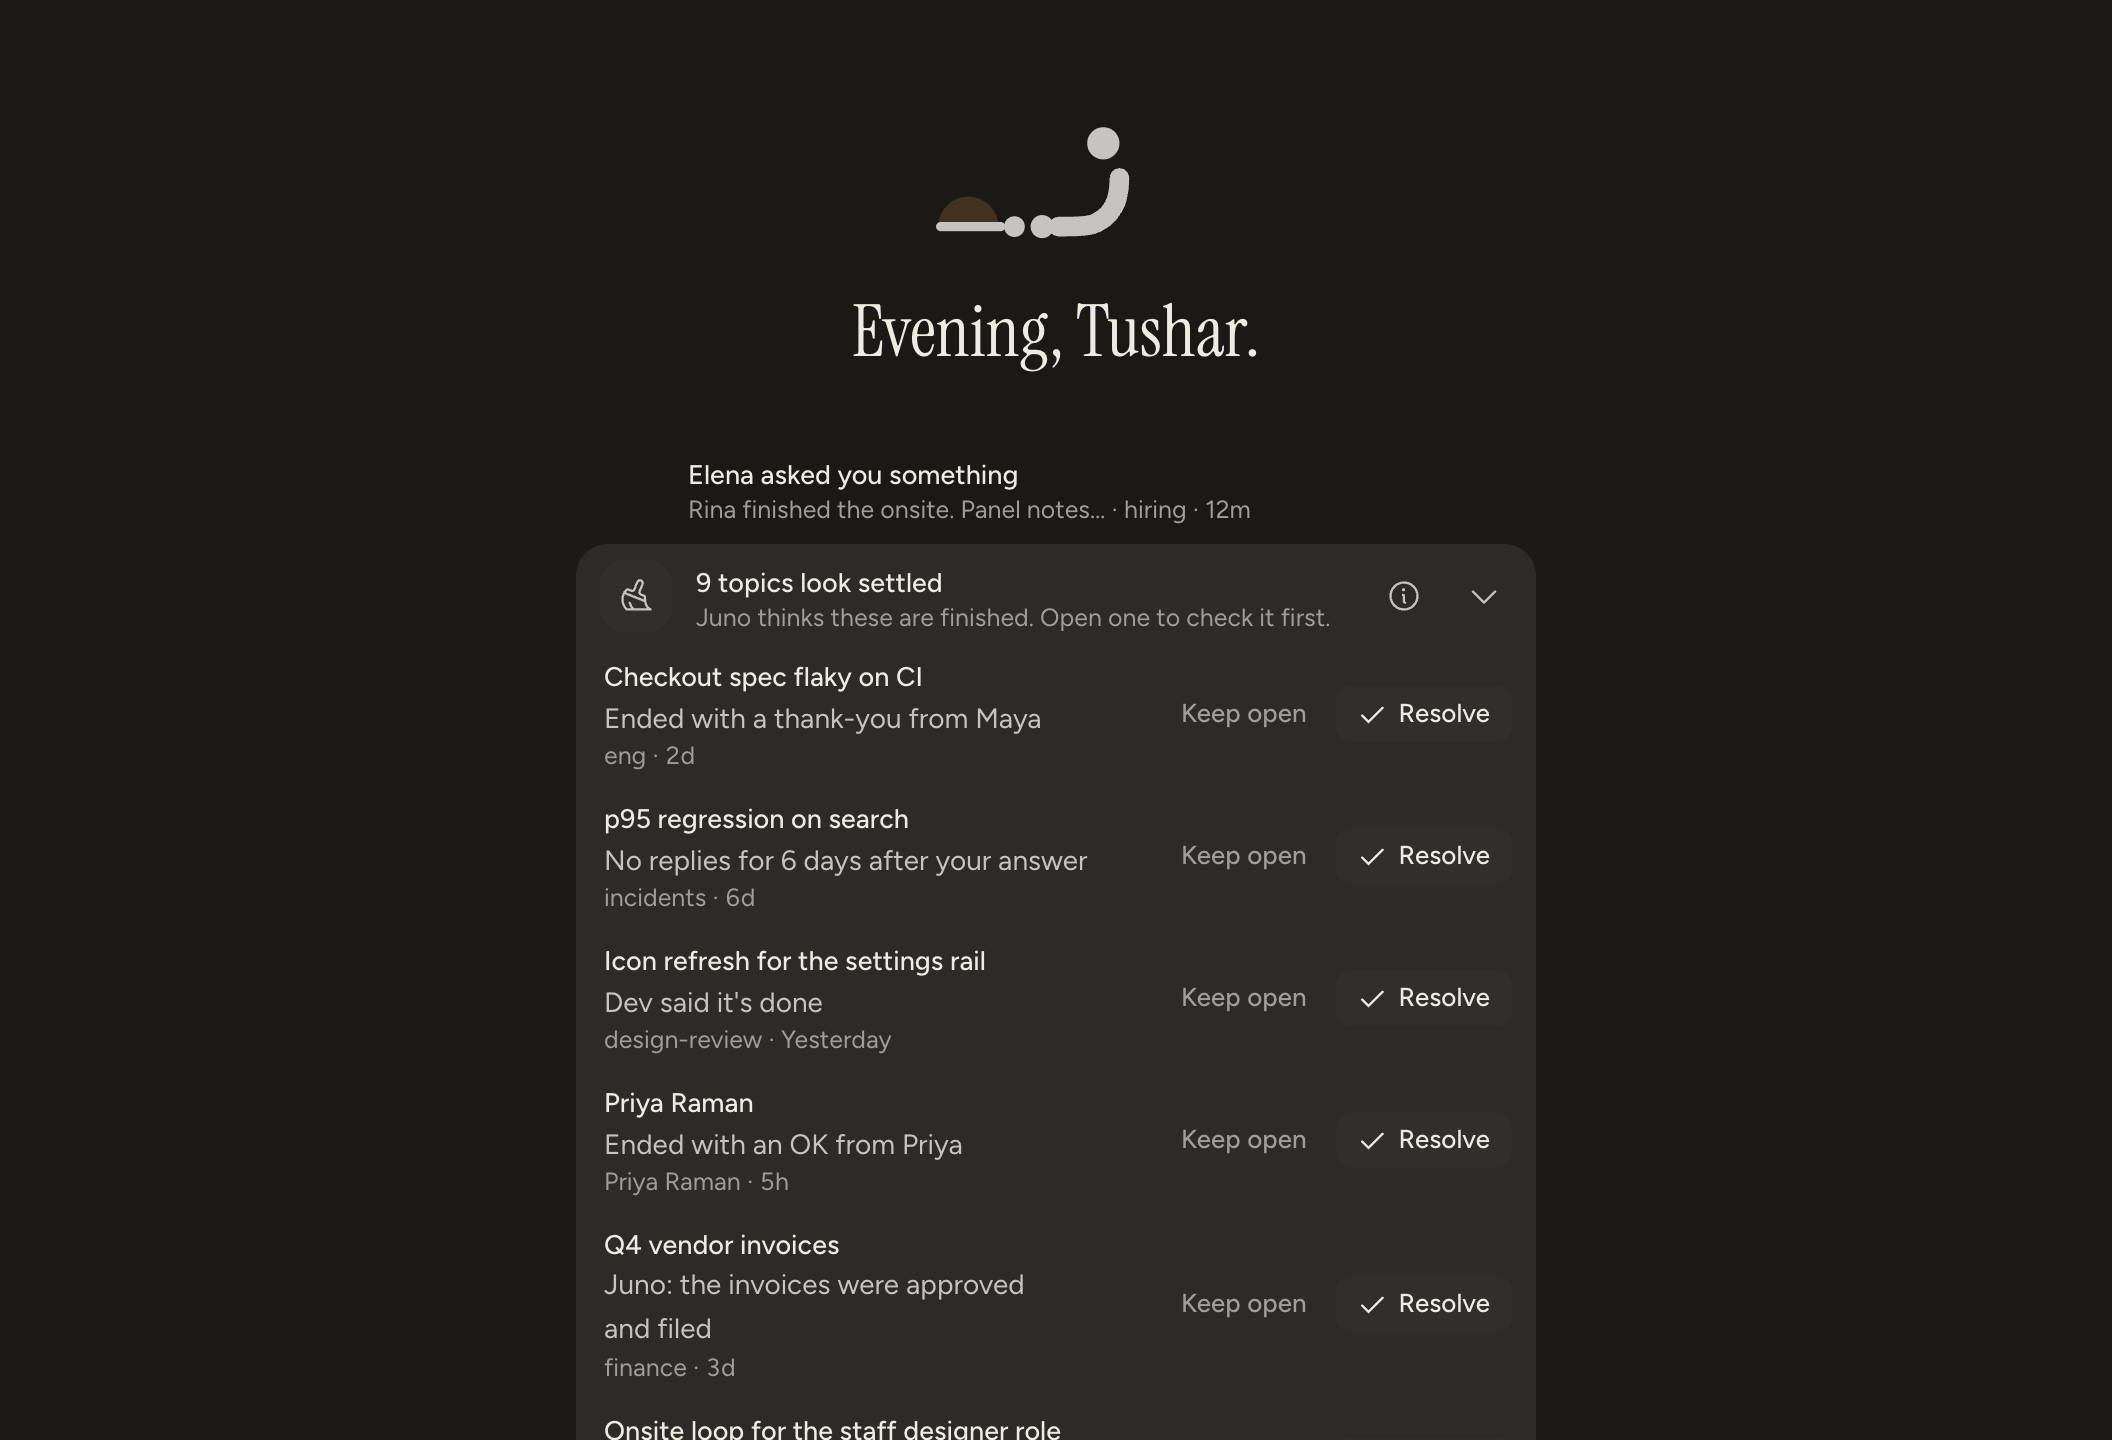 Evening, Tushar.
Elena asked you something
Rina finished the onsite. Panel notes... · hiring · 12m
9 topics look settled
Juno thinks these are finished. Open one to check it first.
Checkout spec flaky on CI
Ended with a thank-you from Maya
eng · 2d
Keep open
Resolve
p95 regression on search
No replies for 6 days after your answer
incidents · 6d
Keep open
Resolve
Icon refresh for the settings rail
Dev said it's done
design-review · Yesterday
Keep open
Resolve
Priya Raman
Ended with an OK from Priya
Priya Raman · 5h
Keep open
Resolve
Q4 vendor invoices
Juno: the invoices were approved
and filed
finance · 3d
Keep open
Resolve
Onsite loop for the staff designer role